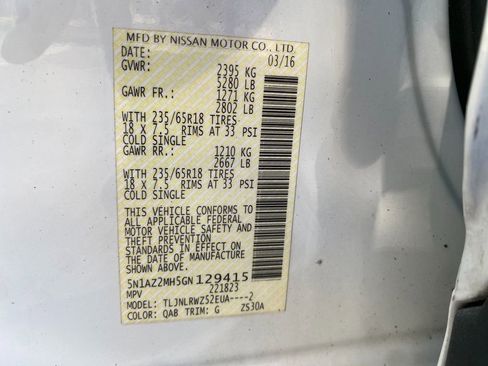 MFD BY NISSAN MOTOR CO., LTD.
DATE: 03/16
GVWR: 2395 KG
5280 LB
GAWR FR.: 1271 KG
2802 LB
WITH 235/65R18 TIRES
18 X 7.5 RIMS AT 33 PSI
COLD SINGLE
GAWR RR.: 1210 KG
2667 LB
WITH 235/65R18 TIRES
18 X 7.5 RIMS AT 33 PSI
COLD SINGLE
THIS VEHICLE CONFORMS TO
ALL APPLICABLE FEDERAL
MOTOR VEHICLE SAFETY AND
THEFT PREVENTION
STANDARDS IN EFFECT ON
THE DATE OF MANUFACTURE
SHOWN ABOVE.
5N1AZ2MH5GN129415
MPV 221823
MODEL: TLJNLRWZ52EUA----2
COLOR: QAB TRIM: G ZS30A